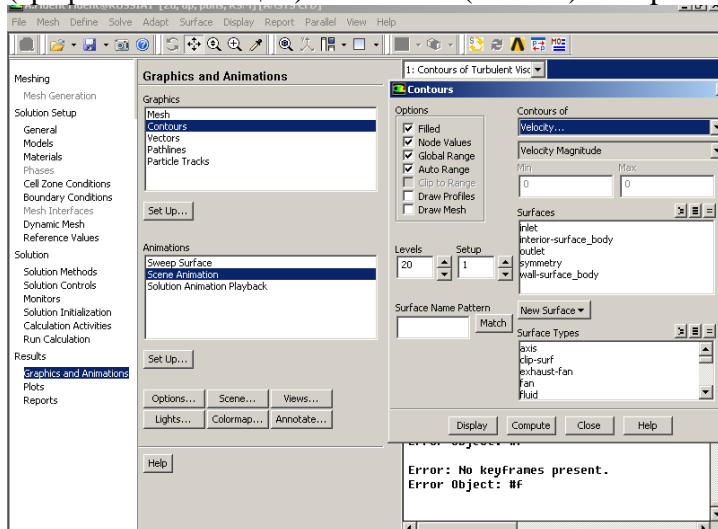 File Mesh Define Solve Adapt Surface Display Report Parallel View Help
1: Contours of Turbulent Visc
Meshing
Mesh Generation
Solution Setup
General
Models
Materials
Phases
Cell Zone Conditions
Boundary Conditions
Mesh Interfaces
Dynamic Mesh
Reference Values
Solution
Solution Methods
Solution Controls
Monitors
Solution Initialization
Calculation Activities
Run Calculation
Results
Graphics and Animations
Plots
Reports
Graphics and Animations
Graphics
Mesh
Contours
Vectors
Pathlines
Particle Tracks
Set Up...
Animations
Sweep Surface
Scene Animation
Solution Animation Playback
Set Up...
Options... Scene... Views...
Lights... Colormap... Annotate...
Help
Contours
Options
Filled
Node Values
Global Range
Auto Range
Clip to Range
Draw Profiles
Draw Mesh
Levels Setup
20 1
Surface Name Pattern
Match
Contours of
Velocity...
Velocity Magnitude
Min Max
0 0
Surfaces
inlet
interior-surface_body
outlet
symmetry
wall-surface_body
New Surface
Surface Types
axis
clip-surf
exhaust-fan
fan
fluid
Display Compute Close Help
Error: No keyframes present.
Error Object: #f